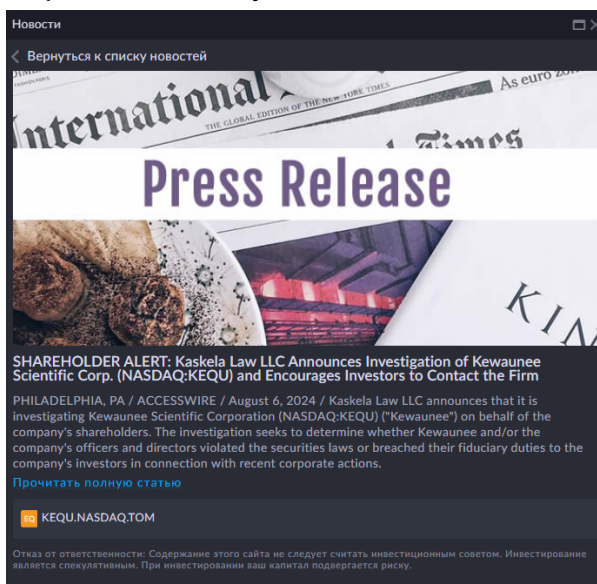 Новости
Вернуться к списку новостей
International
THE GLOBAL EDITION OF THE NEW YORK TIMES
As euro
Times
Press Release
KIN
SHAREHOLDER ALERT: Kaskela Law LLC Announces Investigation of Kewaunee
Scientific Corp. (NASDAQ:KEQU) and Encourages Investors to Contact the Firm
PHILADELPHIA, PA / ACCESSWIRE / August 6, 2024 / Kaskela Law LLC announces that it is
investigating Kewaunee Scientific Corporation (NASDAQ:KEQU) ("Kewaunee") on behalf of the
company's shareholders. The investigation seeks to determine whether Kewaunee and/or the
company's officers and directors violated the securities laws or breached their fiduciary duties to the
company's investors in connection with recent corporate actions.
Прочитать полную статью
EQ KEQU.NASDAQ.TOM
Отказ от ответственности: Содержание этого сайта не следует считать инвестиционным советом. Инвестирование
является спекулятивным. При инвестировании ваш капитал подвергается риску.